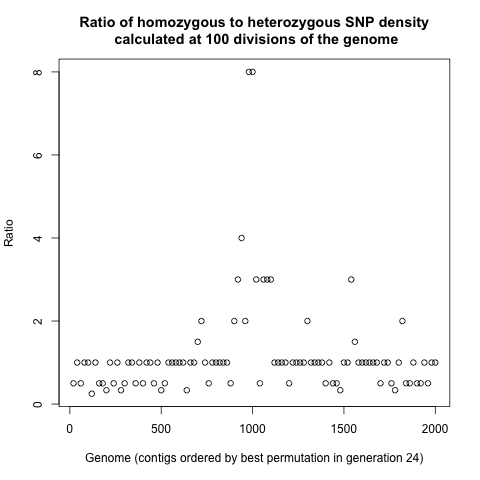 Ratio of homozygous to heterozygous SNP density
calculated at 100 divisions of the genome
Ratio
8
6
4
2
0
0 500 1000 1500 2000
Genome (contigs ordered by best permutation in generation 24)